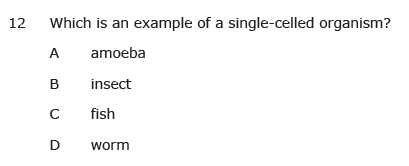 12 Which is an example of a single-celled organism?
A amoeba
B insect
C fish
D worm